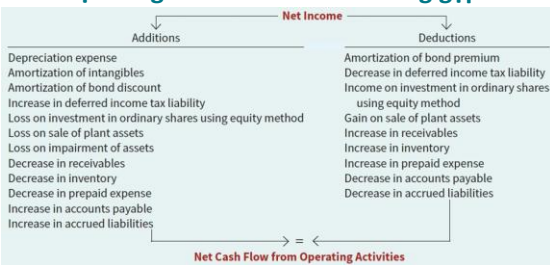 Net Income
Additions
Depreciation expense
Amortization of intangibles
Amortization of bond discount
Increase in deferred income tax liability
Loss on investment in ordinary shares using equity method
Loss on sale of plant assets
Loss on impairment of assets
Decrease in receivables
Decrease in inventory
Decrease in prepaid expense
Increase in accounts payable
Increase in accrued liabilities
Deductions
Amortization of bond premium
Decrease in deferred income tax liability
Income on investment in ordinary shares
using equity method
Gain on sale of plant assets
Increase in receivables
Increase in inventory
Increase in prepaid expense
Decrease in accounts payable
Decrease in accrued liabilities
=
Net Cash Flow from Operating Activities